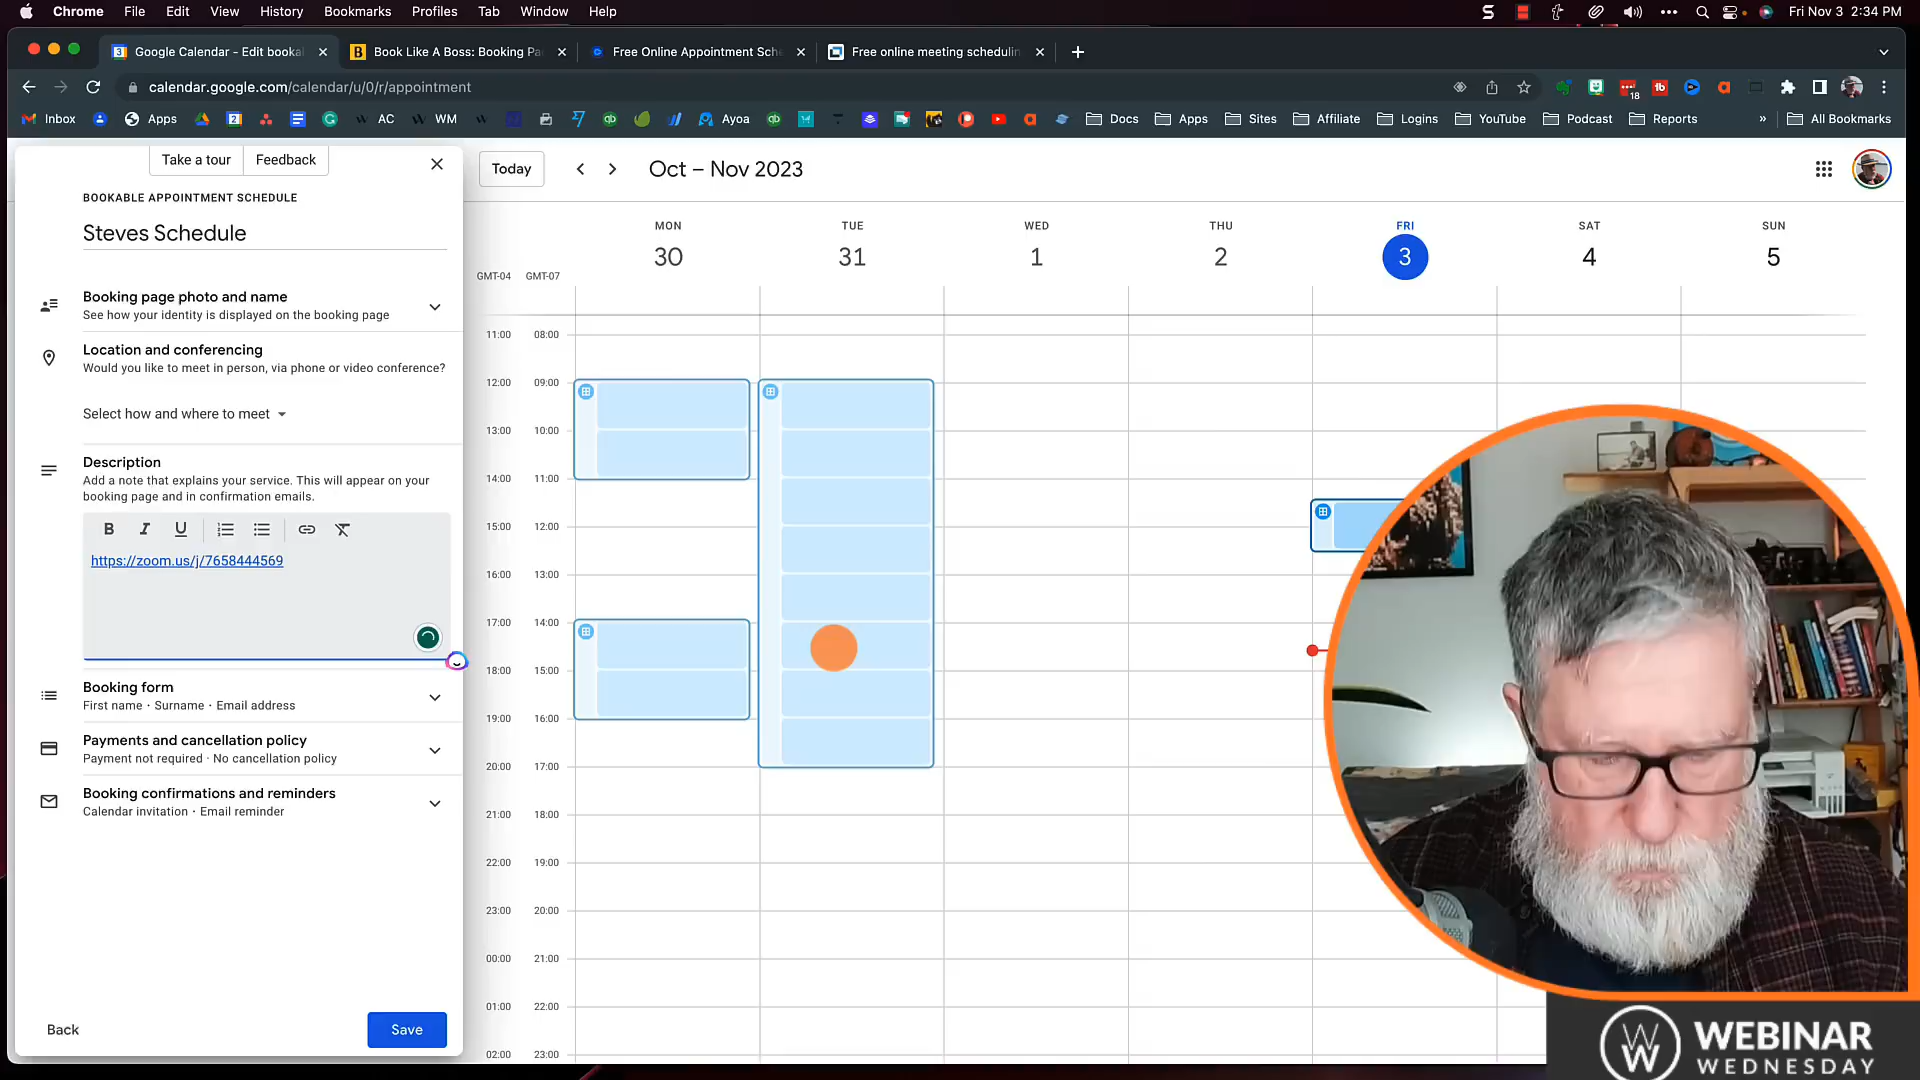 Chrome File Edit View History Bookmarks Profiles Tab Window Help
Fri Nov 3 2:34 PM
Google Calendar - Edit booka
Book Like A Boss: Booking Pa
Free Online Appointment Sch
Free online meeting schedulin
calendar.google.com/calendar/u/0/r/appointment
18
Inbox Apps AC WM Ayoa Docs Apps Sites Affiliate Logins YouTube Podcast Reports » All Bookmarks
Take a tour
Feedback
BOOKABLE APPOINTMENT SCHEDULE
Steves Schedule
Booking page photo and name
See how your identity is displayed on the booking page
Location and conferencing
Would you like to meet in person, via phone or video conference?
Select how and where to meet
Description
Add a note that explains your service. This will appear on your
booking page and in confirmation emails.
B I U
https://zoom.us/j/7658444569
Booking form
First name · Surname · Email address
Payments and cancellation policy
Payment not required · No cancellation policy
Booking confirmations and reminders
Calendar invitation · Email reminder
Back
Save
Today
Oct – Nov 2023
MON TUE WED THU FRI SAT SUN
30 31 1 2 3 4 5
GMT-04 GMT-07
11:00 08:00
12:00 09:00
13:00 10:00
14:00 11:00
15:00 12:00
16:00 13:00
17:00 14:00
18:00 15:00
19:00 16:00
20:00 17:00
21:00 18:00
22:00 19:00
23:00 20:00
00:00 21:00
01:00 22:00
02:00 23:00
WEBINAR
WEDNESDAY